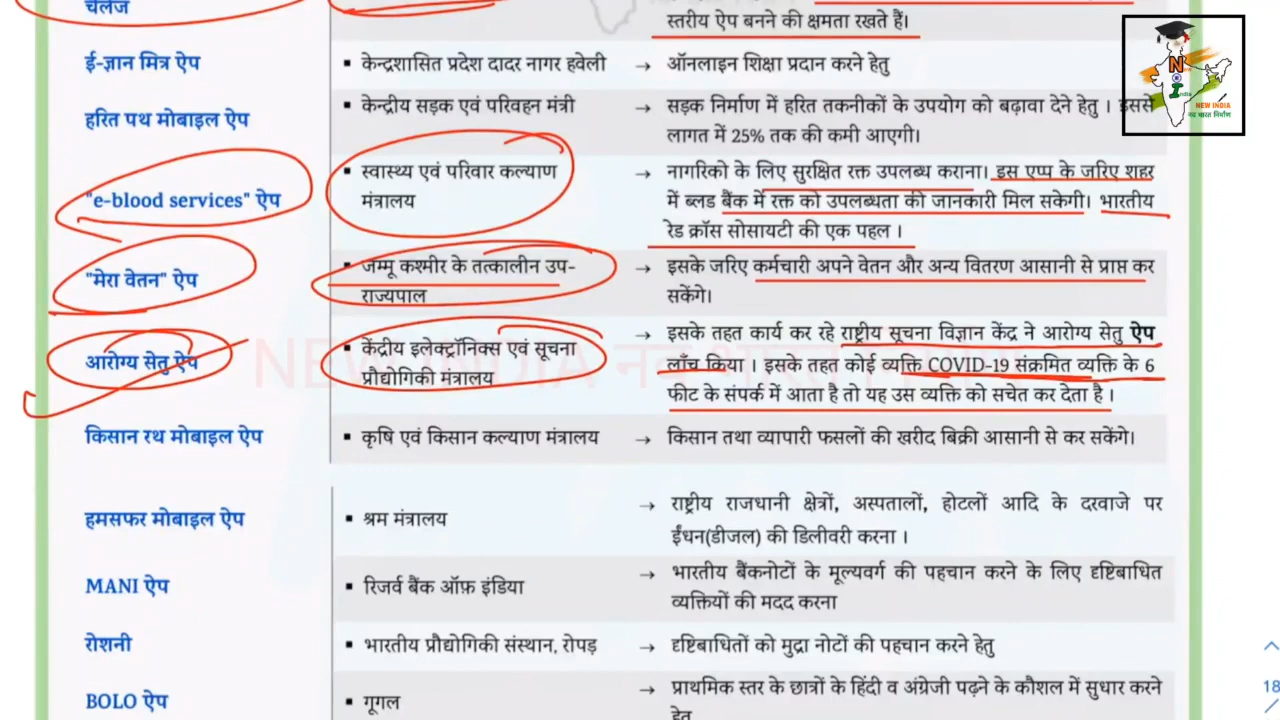 चैलेंज
स्तरीय ऐप बनने की क्षमता रखते हैं।
ई-ज्ञान मित्र ऐप
▪ केन्द्रशासित प्रदेश दादर नागर हवेली
→ ऑनलाइन शिक्षा प्रदान करने हेतु
हरित पथ मोबाइल ऐप
▪ केन्द्रीय सड़क एवं परिवहन मंत्री
→ सड़क निर्माण में हरित तकनीकों के उपयोग को बढ़ावा देने हेतु । इससे
लागत में 25% तक की कमी आएगी।
"e-blood services" ऐप
▪ स्वास्थ्य एवं परिवार कल्याण
मंत्रालय
→ नागरिको के लिए सुरक्षित रक्त उपलब्ध कराना। इस एप्प के जरिए शहर
में ब्लड बैंक में रक्त को उपलब्धता की जानकारी मिल सकेगी। भारतीय
रेड क्रॉस सोसायटी की एक पहल ।
"मेरा वेतन" ऐप
▪ जम्मू कश्मीर के तत्कालीन उप-
राज्यपाल
→ इसके जरिए कर्मचारी अपने वेतन और अन्य वितरण आसानी से प्राप्त कर
सकेंगे।
आरोग्य सेतु ऐप
▪ केंद्रीय इलेक्ट्रॉनिक्स एवं सूचना
प्रौद्योगिकी मंत्रालय
→ इसके तहत कार्य कर रहे राष्ट्रीय सूचना विज्ञान केंद्र ने आरोग्य सेतु ऐप
लाँच किया । इसके तहत कोई व्यक्ति COVID-19 संक्रमित व्यक्ति के 6
फीट के संपर्क में आता है तो यह उस व्यक्ति को सचेत कर देता है ।
किसान रथ मोबाइल ऐप
▪ कृषि एवं किसान कल्याण मंत्रालय
→ किसान तथा व्यापारी फसलों की खरीद बिक्री आसानी से कर सकेंगे।
हमसफर मोबाइल ऐप
▪ श्रम मंत्रालय
→ राष्ट्रीय राजधानी क्षेत्रों, अस्पतालों, होटलों आदि के दरवाजे पर
ईंधन(डीजल) की डिलीवरी करना ।
MANI ऐप
▪ रिजर्व बैंक ऑफ़ इंडिया
→ भारतीय बैंकनोटों के मूल्यवर्ग की पहचान करने के लिए दृष्टिबाधित
व्यक्तियों की मदद करना
रोशनी
▪ भारतीय प्रौद्योगिकी संस्थान, रोपड़
→ दृष्टिबाधितों को मुद्रा नोटों की पहचान करने हेतु
BOLO ऐप
▪ गूगल
→ प्राथमिक स्तर के छात्रों के हिंदी व अंग्रेजी पढ़ने के कौशल में सुधार करने
हेतु
NEW INDIA
नव भारत निर्माण
NEW INDIA नव भारत निर्माण
18